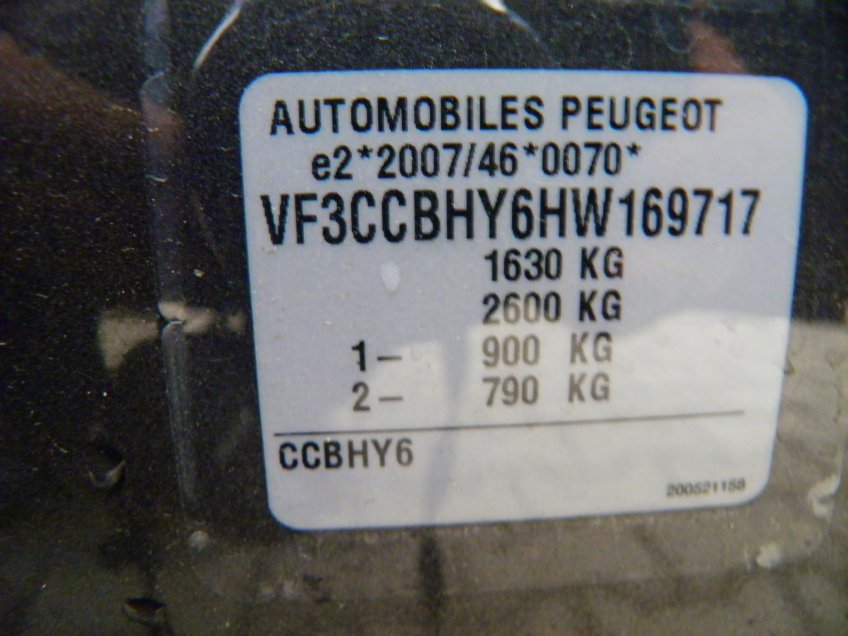 AUTOMOBILES PEUGEOT
e2*2007/46*0070*
VF3CCBHY6HW169717
1630 KG
2600 KG
1- 900 KG
2- 790 KG
CCBHY6
200521158